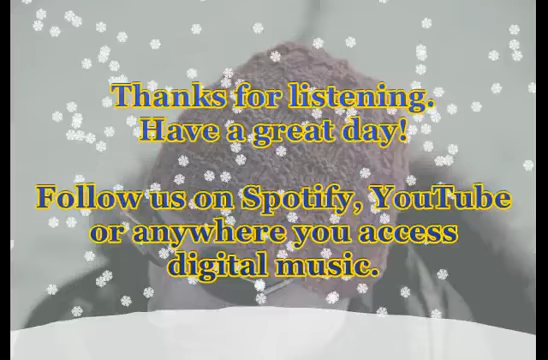 Thanks for listening.
Have a great day!
Follow us on Spotify, YouTube
or anywhere you access
digital music.